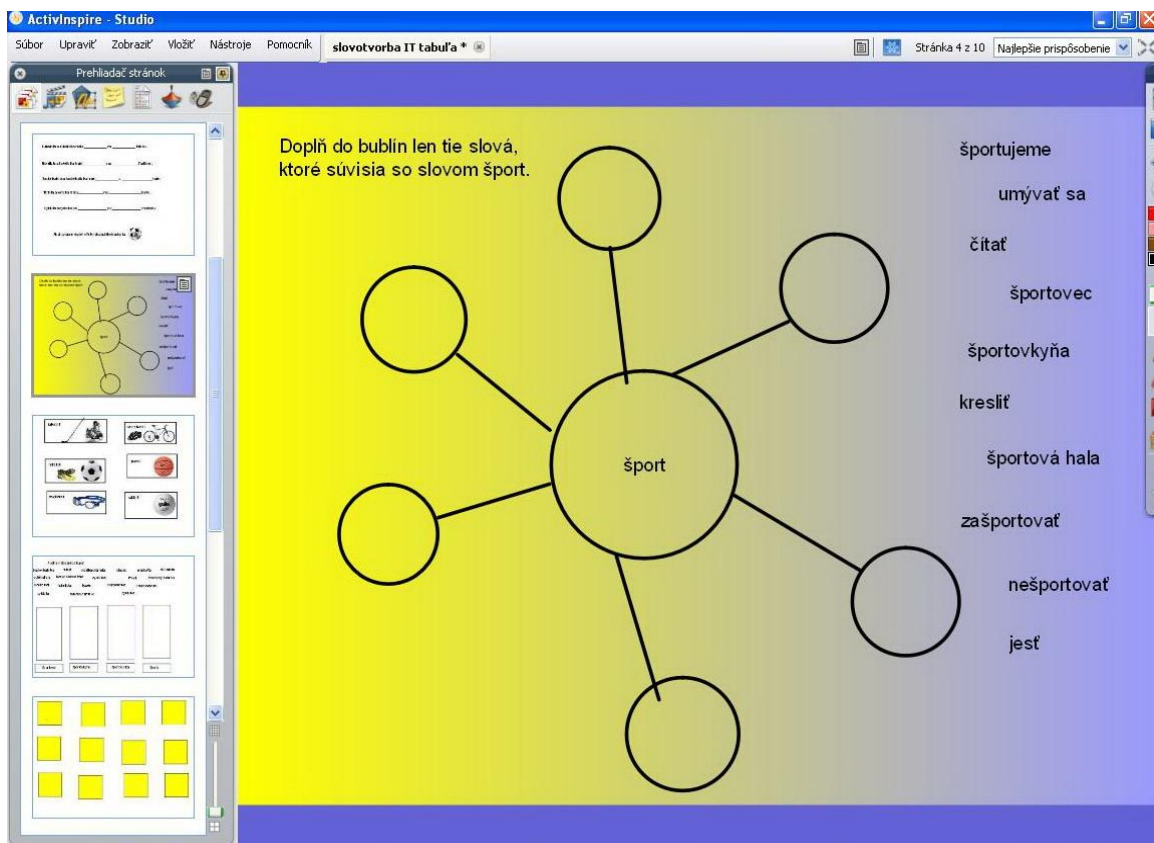 ActivInspire - Studio
Súbor Upraviť Zobraziť Vložiť Nástroje Pomocník slovotvorba IT tabuľa * Stránka 4 z 10 Najlepšie prispôsobenie
Prehliadač stránok
Doplň do bublín len tie slová,
ktoré súvisia so slovom šport.
šport
športujeme
umývať sa
čítať
športovec
športovkyňa
kresliť
športová hala
zašportovať
nešportovať
jesť